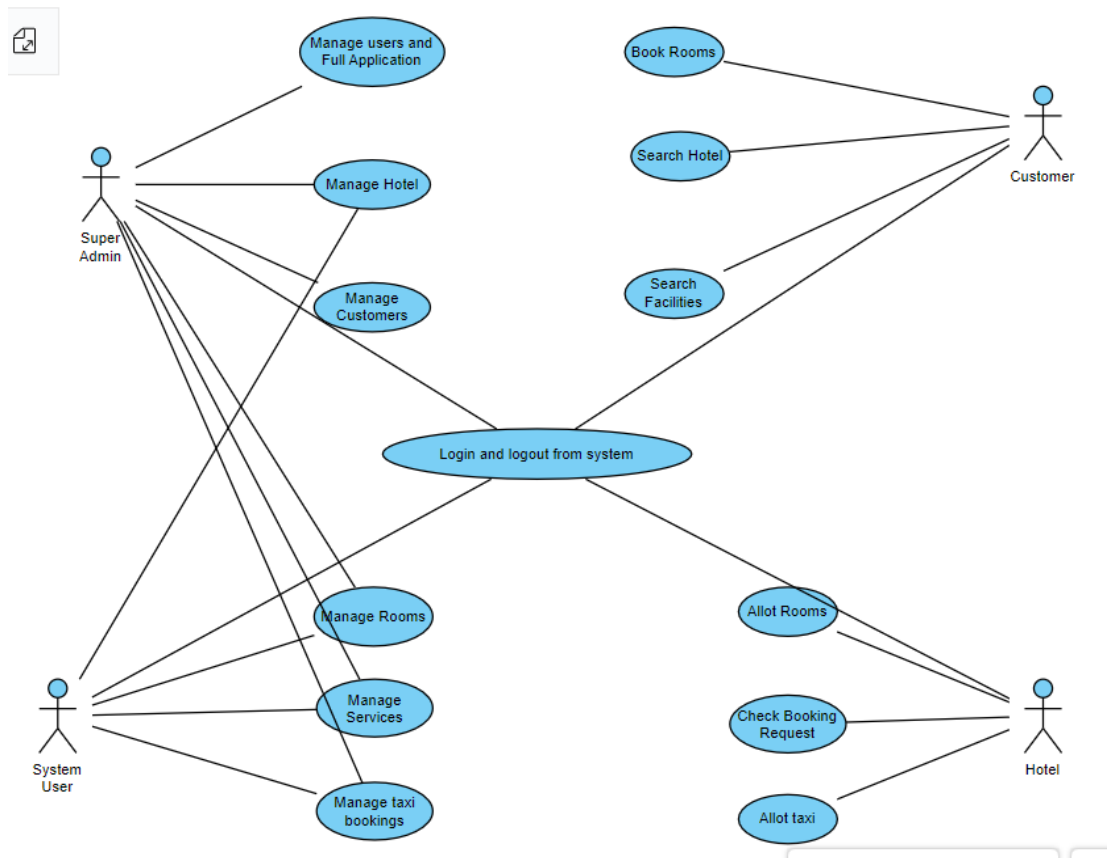 Manage users and
Full Application
Book Rooms
Search Hotel
Customer
Manage Hotel
Super
Admin
Manage
Customers
Search
Facilities
Login and logout from system
Manage Rooms
Allot Rooms
Manage
Services
Check Booking
Request
System
User
Hotel
Manage taxi
bookings
Allot taxi